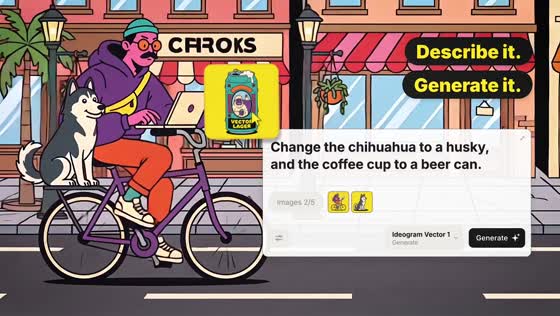 CFROKS
Describe it.
Generate it.
VECTOR
LAGER
Change the chihuahua to a husky,
and the coffee cup to a beer can.
Images 2/5
Ideogram Vector 1
Generate
Generate